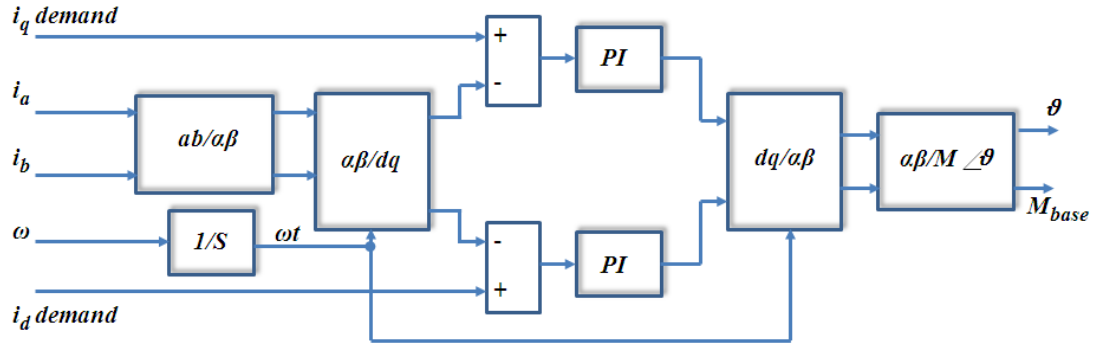 i_q demand
+
PI
-
i_a
ab/αβ
αβ/dq
dq/αβ
αβ/M ∠ϑ
ϑ
i_b
M_base
ω
1/S
ωt
-
PI
+
i_d demand